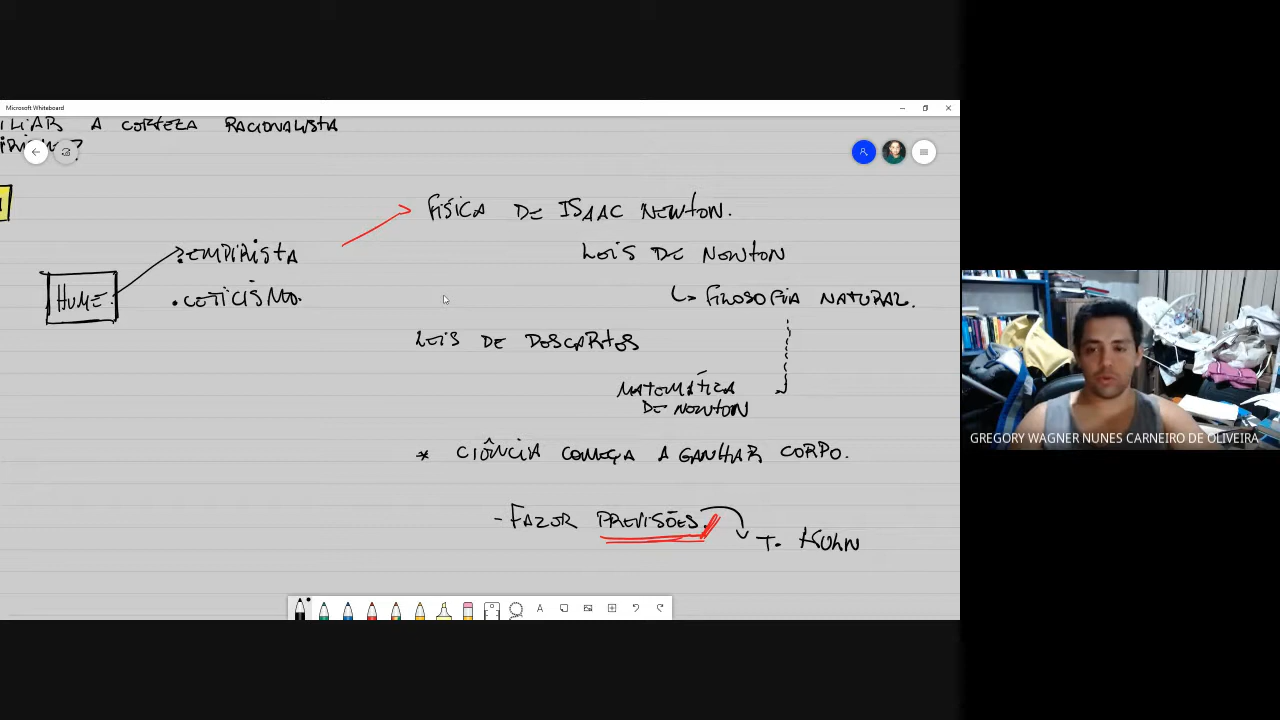 Microsoft Whiteboard
ILIAR A CERTEZA RACIONALISTA
?
FÍSICA DE ISAAC NEWTON.
LEIS DE NEWTON
. EMPIRISTA
HUME.
. CETICISMO.
↳ FILOSOFIA NATURAL.
LEIS DE DESCARTES
MATEMÁTICA
DE NEWTON
* CIÊNCIA COMEÇA A GANHAR CORPO.
- FAZER PREVISÕES.
T. KUHN
GREGORY WAGNER NUNES CARNEIRO DE OLIVEIRA